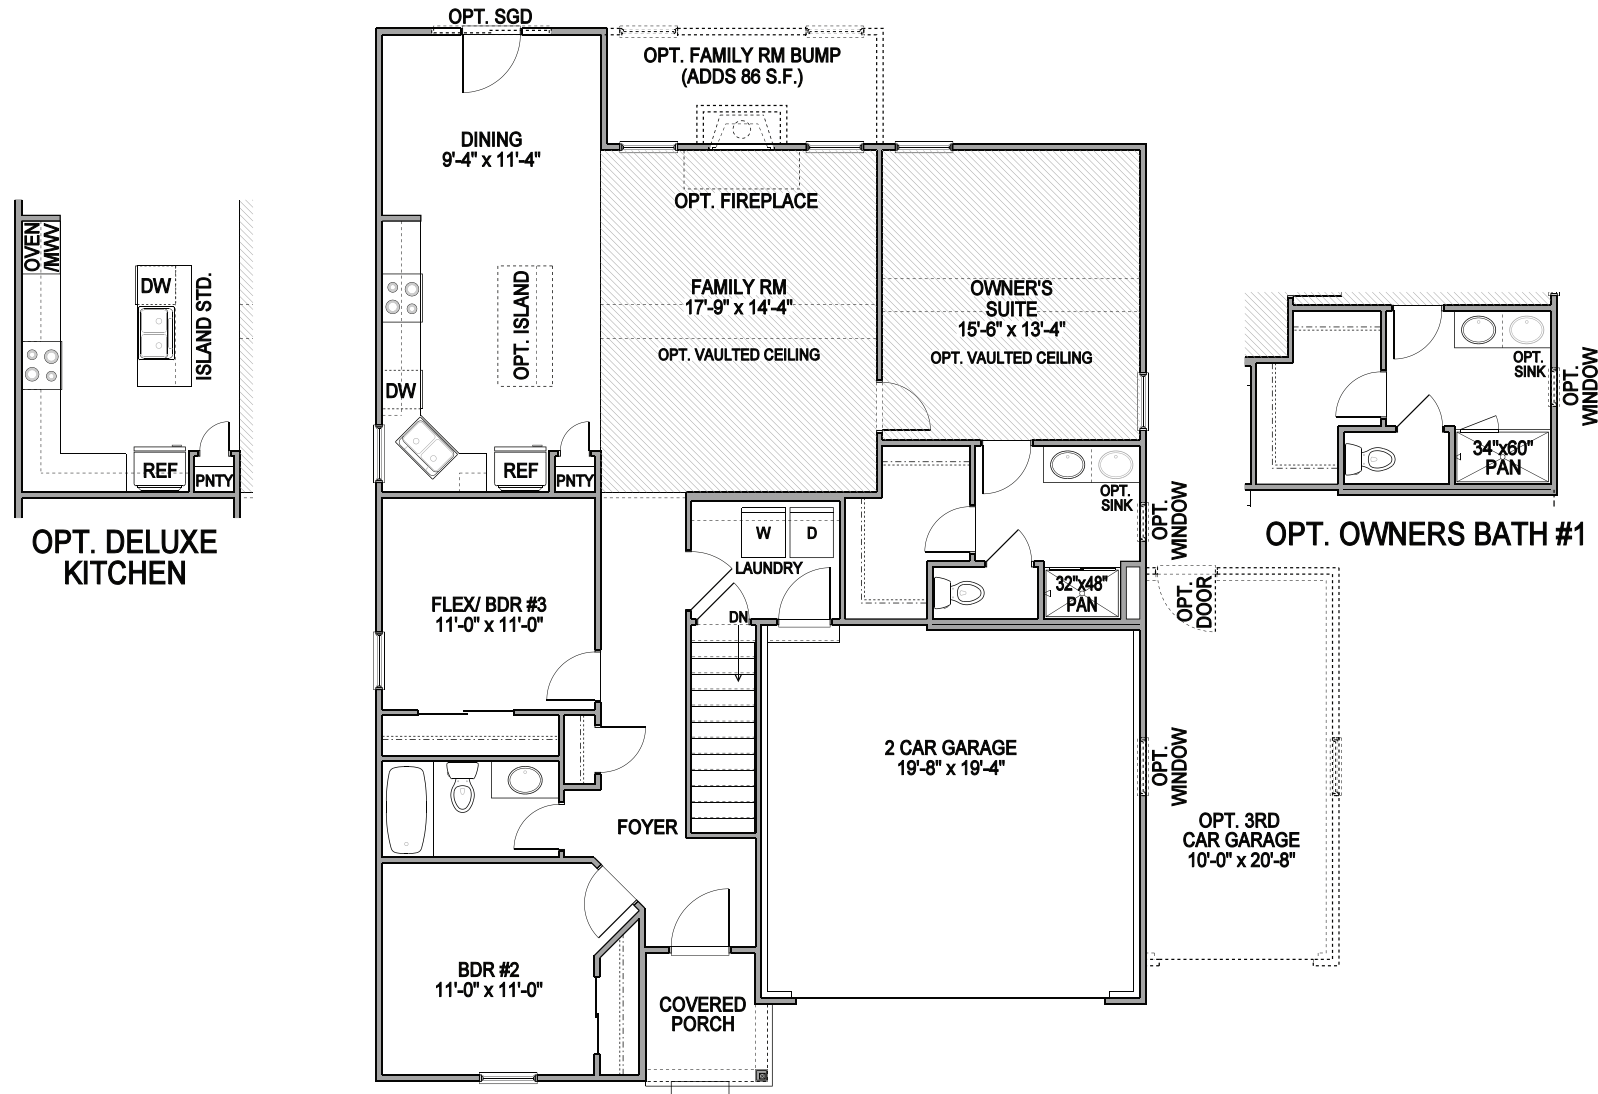 OPT. SGD
OPT. FAMILY RM BUMP
(ADDS 86 S.F.)
DINING
9'-4" x 11'-4"
OPT. FIREPLACE
FAMILY RM
17'-9" x 14'-4"
OPT. VAULTED CEILING
OWNER'S
SUITE
15'-6" x 13'-4"
OPT. VAULTED CEILING
OPT. ISLAND
DW
REF
PNTY
OVEN
/MWV
DW
ISLAND STD.
REF
PNTY
OPT. DELUXE
KITCHEN
OPT.
SINK
OPT.
WINDOW
34"x60"
PAN
OPT. OWNERS BATH #1
OPT.
SINK
OPT.
WINDOW
W
D
LAUNDRY
DN
32"x48"
PAN
OPT.
DOOR
FLEX/ BDR #3
11'-0" x 11'-0"
2 CAR GARAGE
19'-8" x 19'-4"
OPT.
WINDOW
OPT. 3RD
CAR GARAGE
10'-0" x 20'-8"
FOYER
BDR #2
11'-0" x 11'-0"
COVERED
PORCH